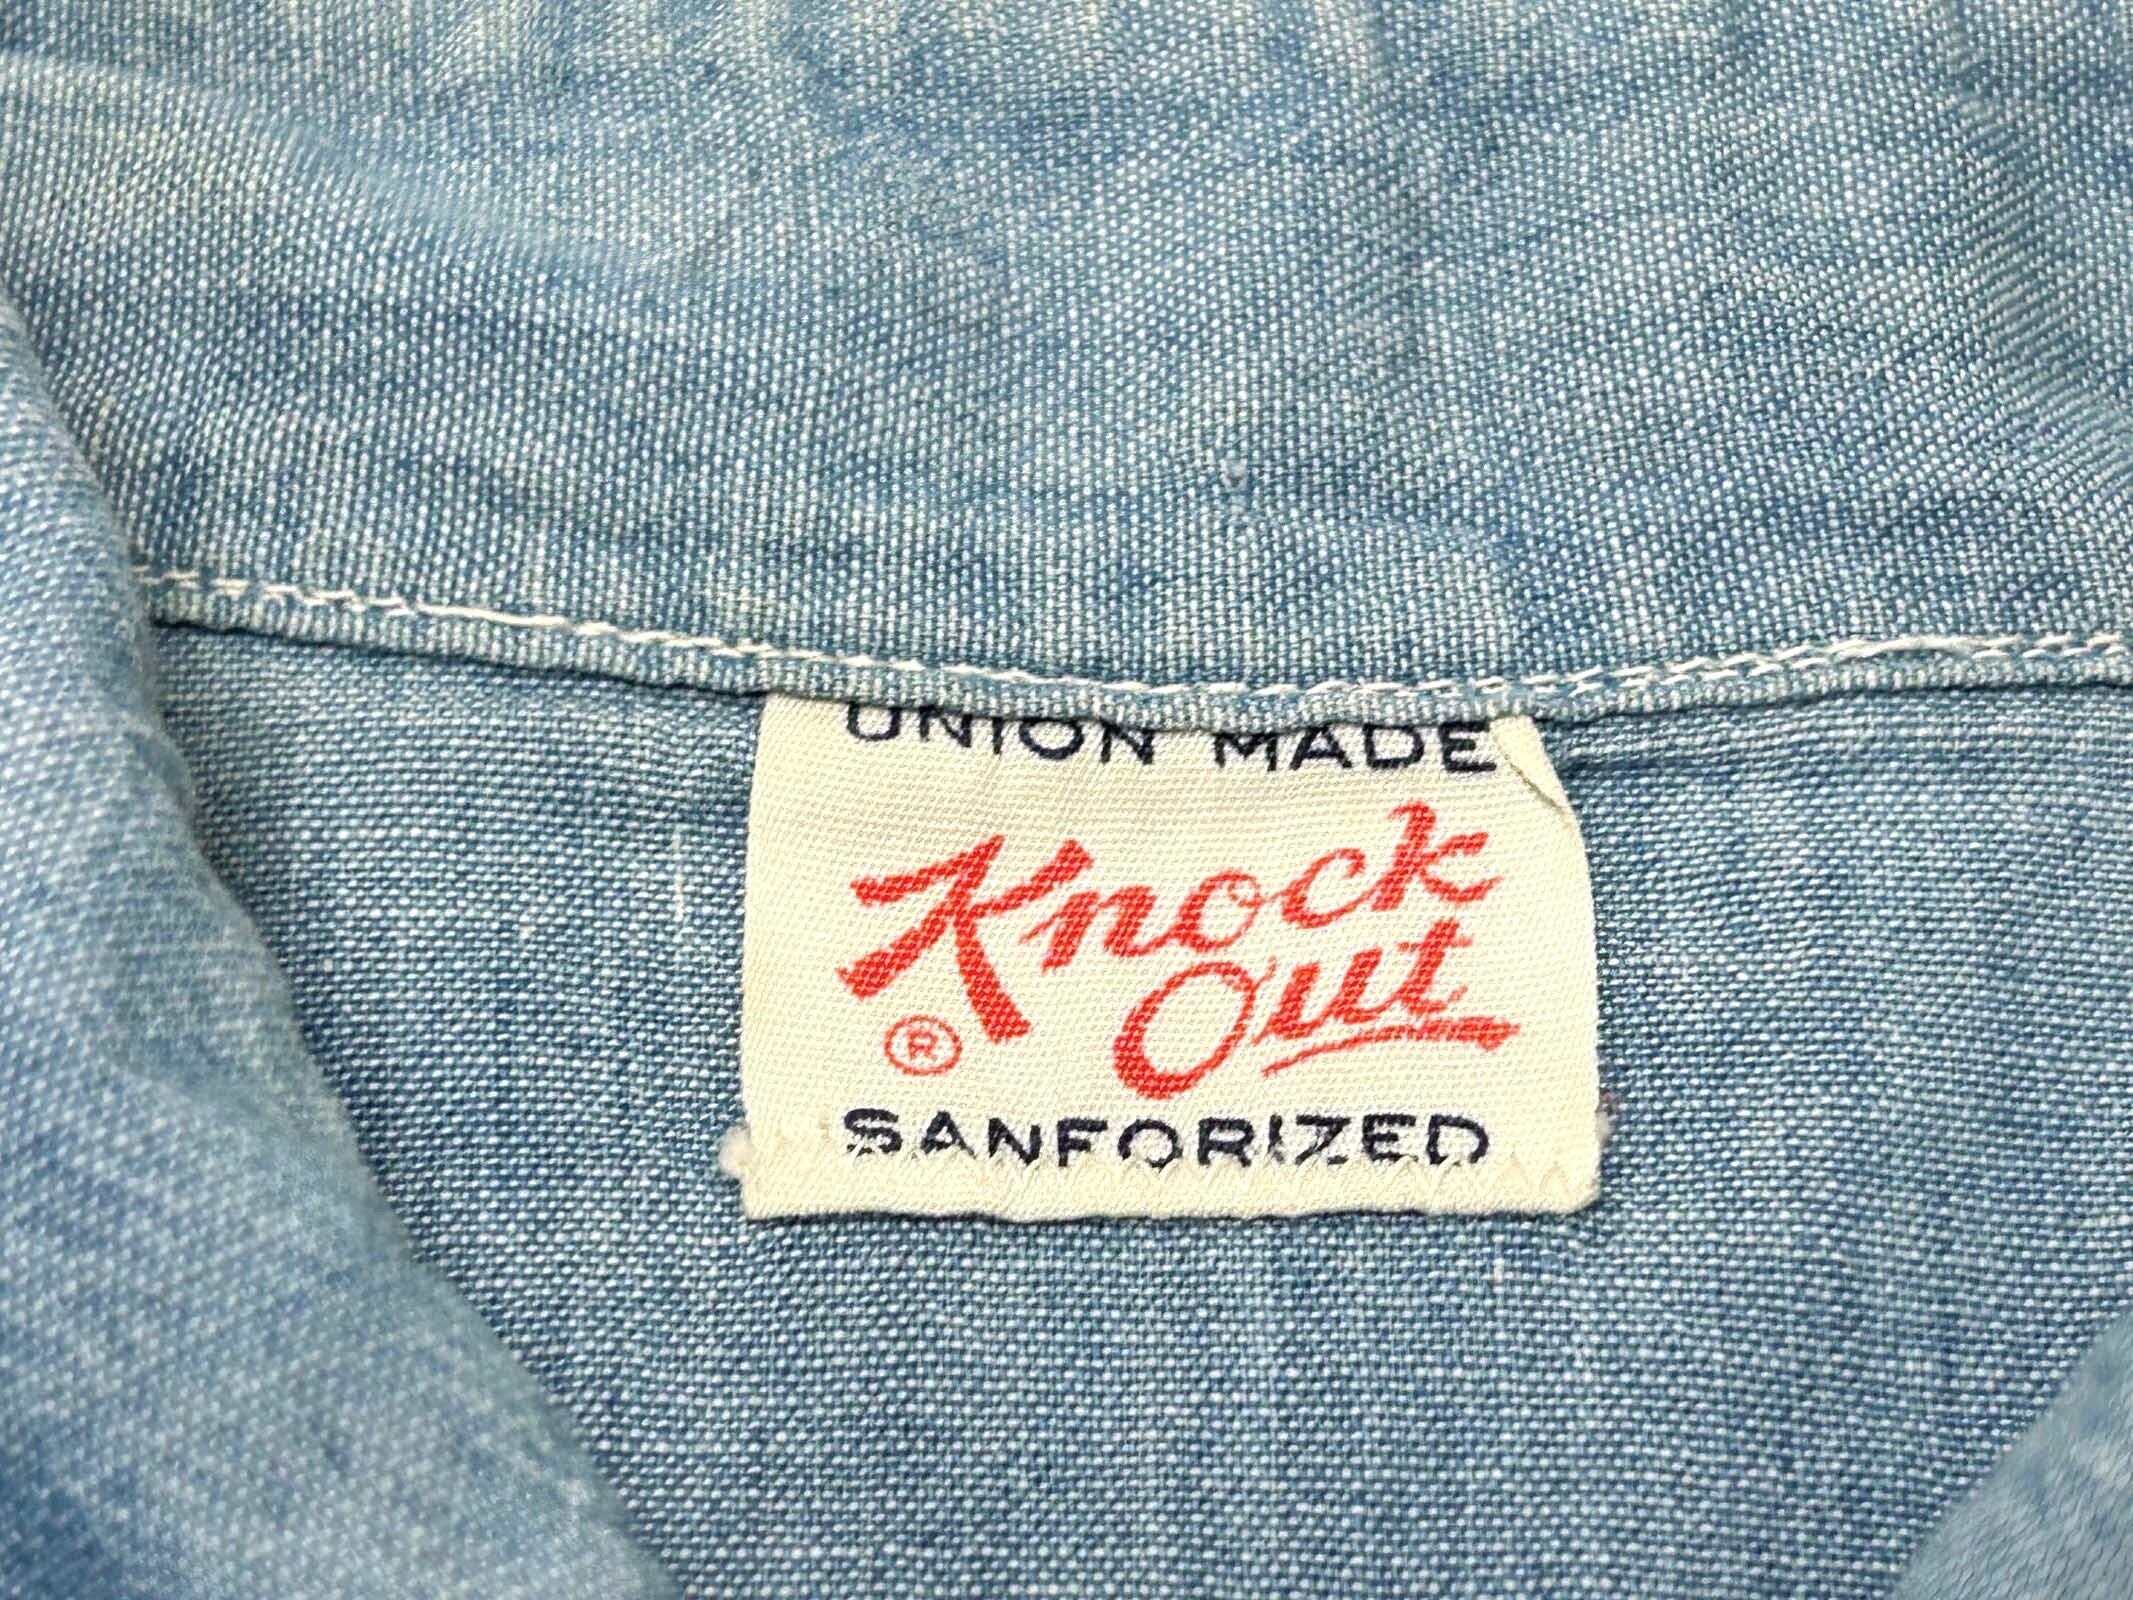 UNION MADE
Knock
Out
®
SANFORIZED